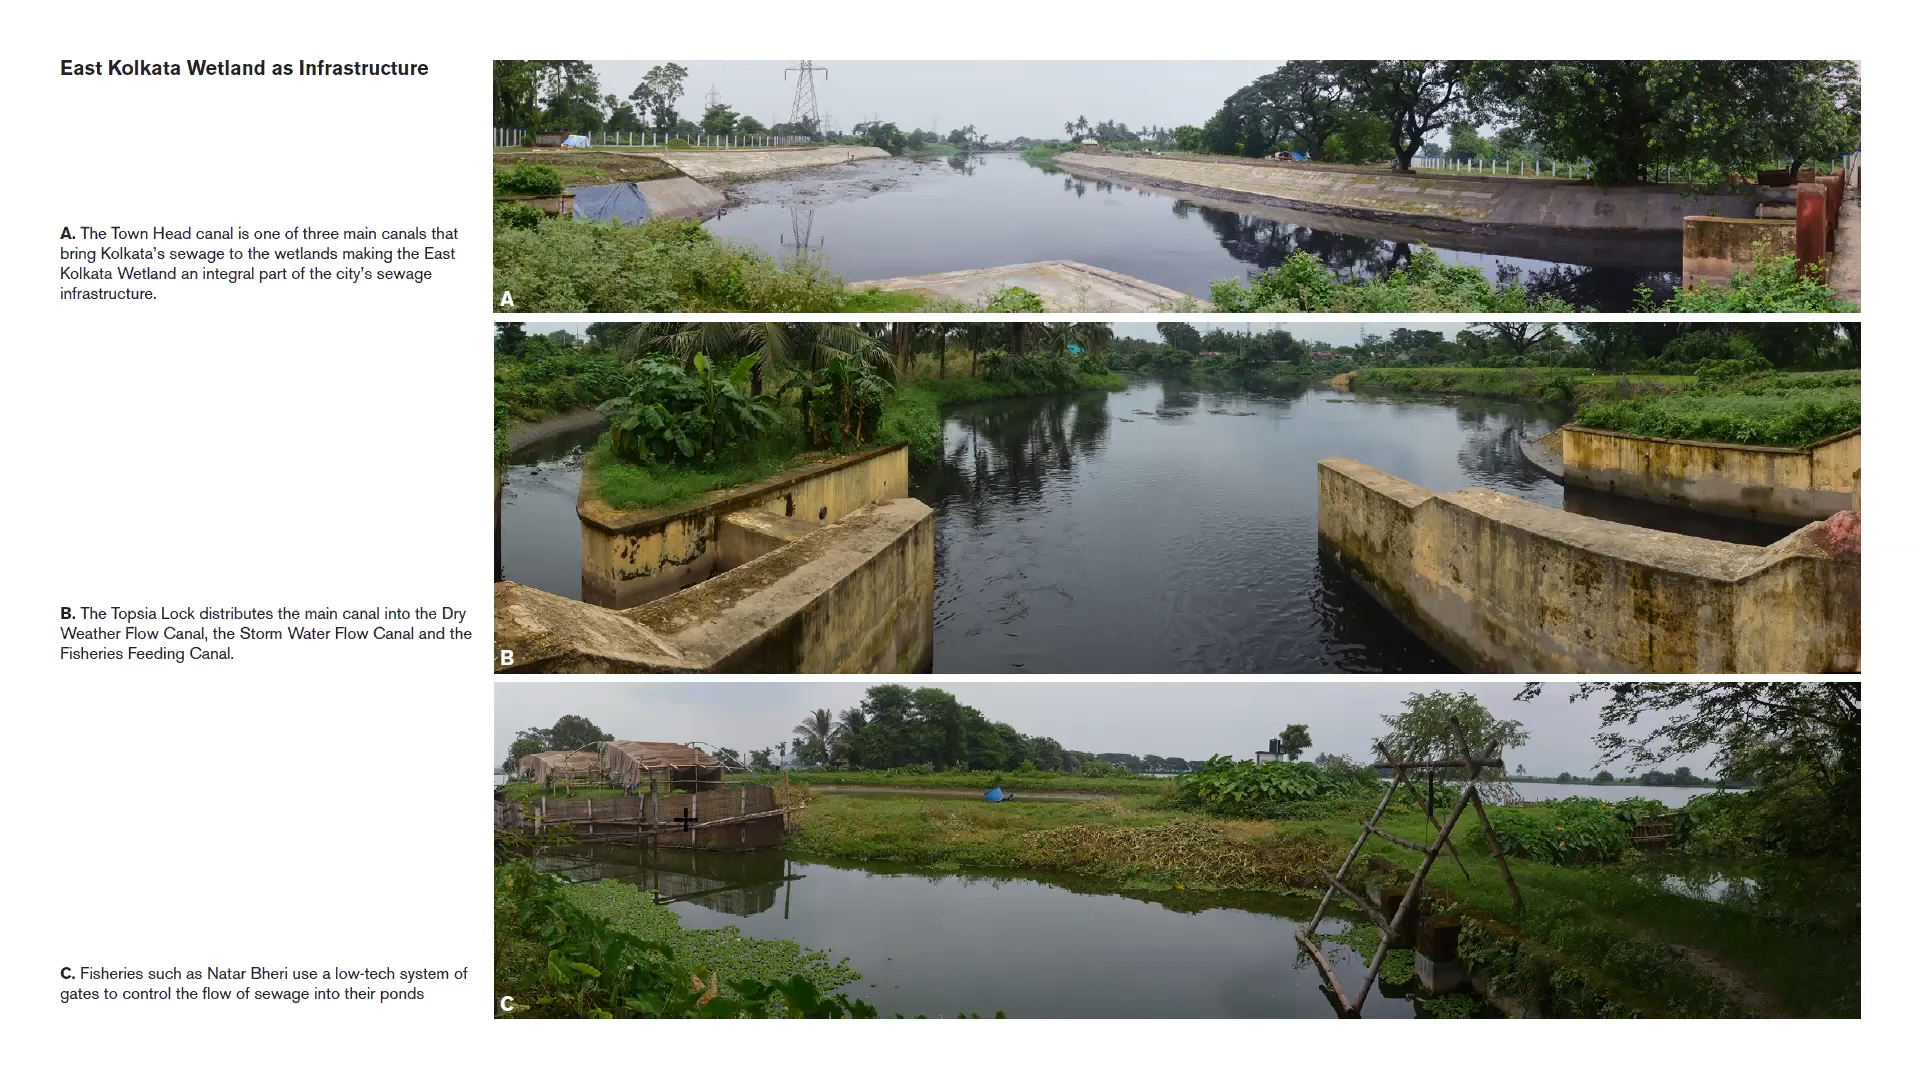 East Kolkata Wetland as Infrastructure
A. The Town Head canal is one of three main canals that
bring Kolkata’s sewage to the wetlands making the East
Kolkata Wetland an integral part of the city’s sewage
infrastructure.
A
B. The Topsia Lock distributes the main canal into the Dry
Weather Flow Canal, the Storm Water Flow Canal and the
Fisheries Feeding Canal.
B
C. Fisheries such as Natar Bheri use a low-tech system of
gates to control the flow of sewage into their ponds
C